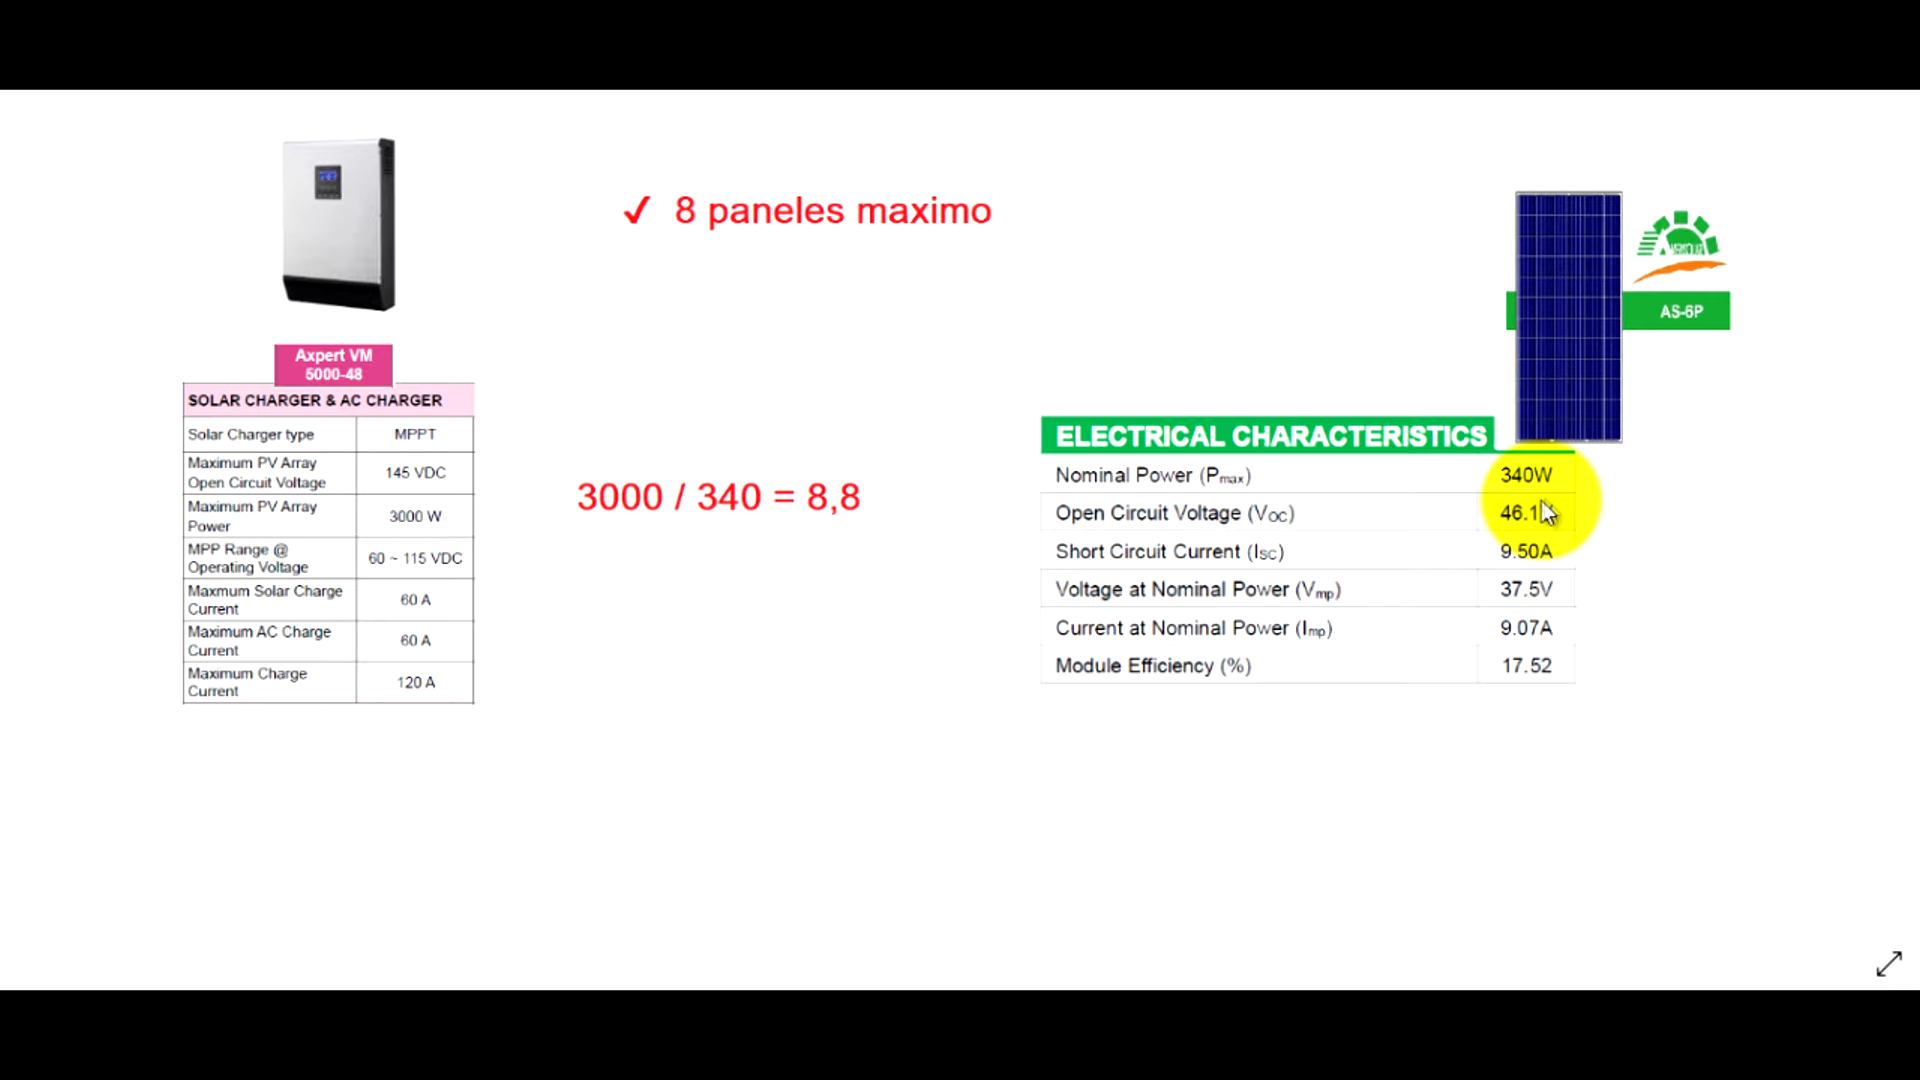 ✓ 8 paneles maximo
AS-6P
Axpert VM
5000-48
SOLAR CHARGER & AC CHARGER
Solar Charger type MPPT
Maximum PV Array
Open Circuit Voltage 145 VDC
Maximum PV Array
Power 3000 W
MPP Range @
Operating Voltage 60 ~ 115 VDC
Maxmum Solar Charge
Current 60 A
Maximum AC Charge
Current 60 A
Maximum Charge
Current 120 A
3000 / 340 = 8,8
ELECTRICAL CHARACTERISTICS
Nominal Power (Pmax) 340W
Open Circuit Voltage (VOC) 46.1
Short Circuit Current (ISC) 9.50A
Voltage at Nominal Power (Vmp) 37.5V
Current at Nominal Power (Imp) 9.07A
Module Efficiency (%) 17.52